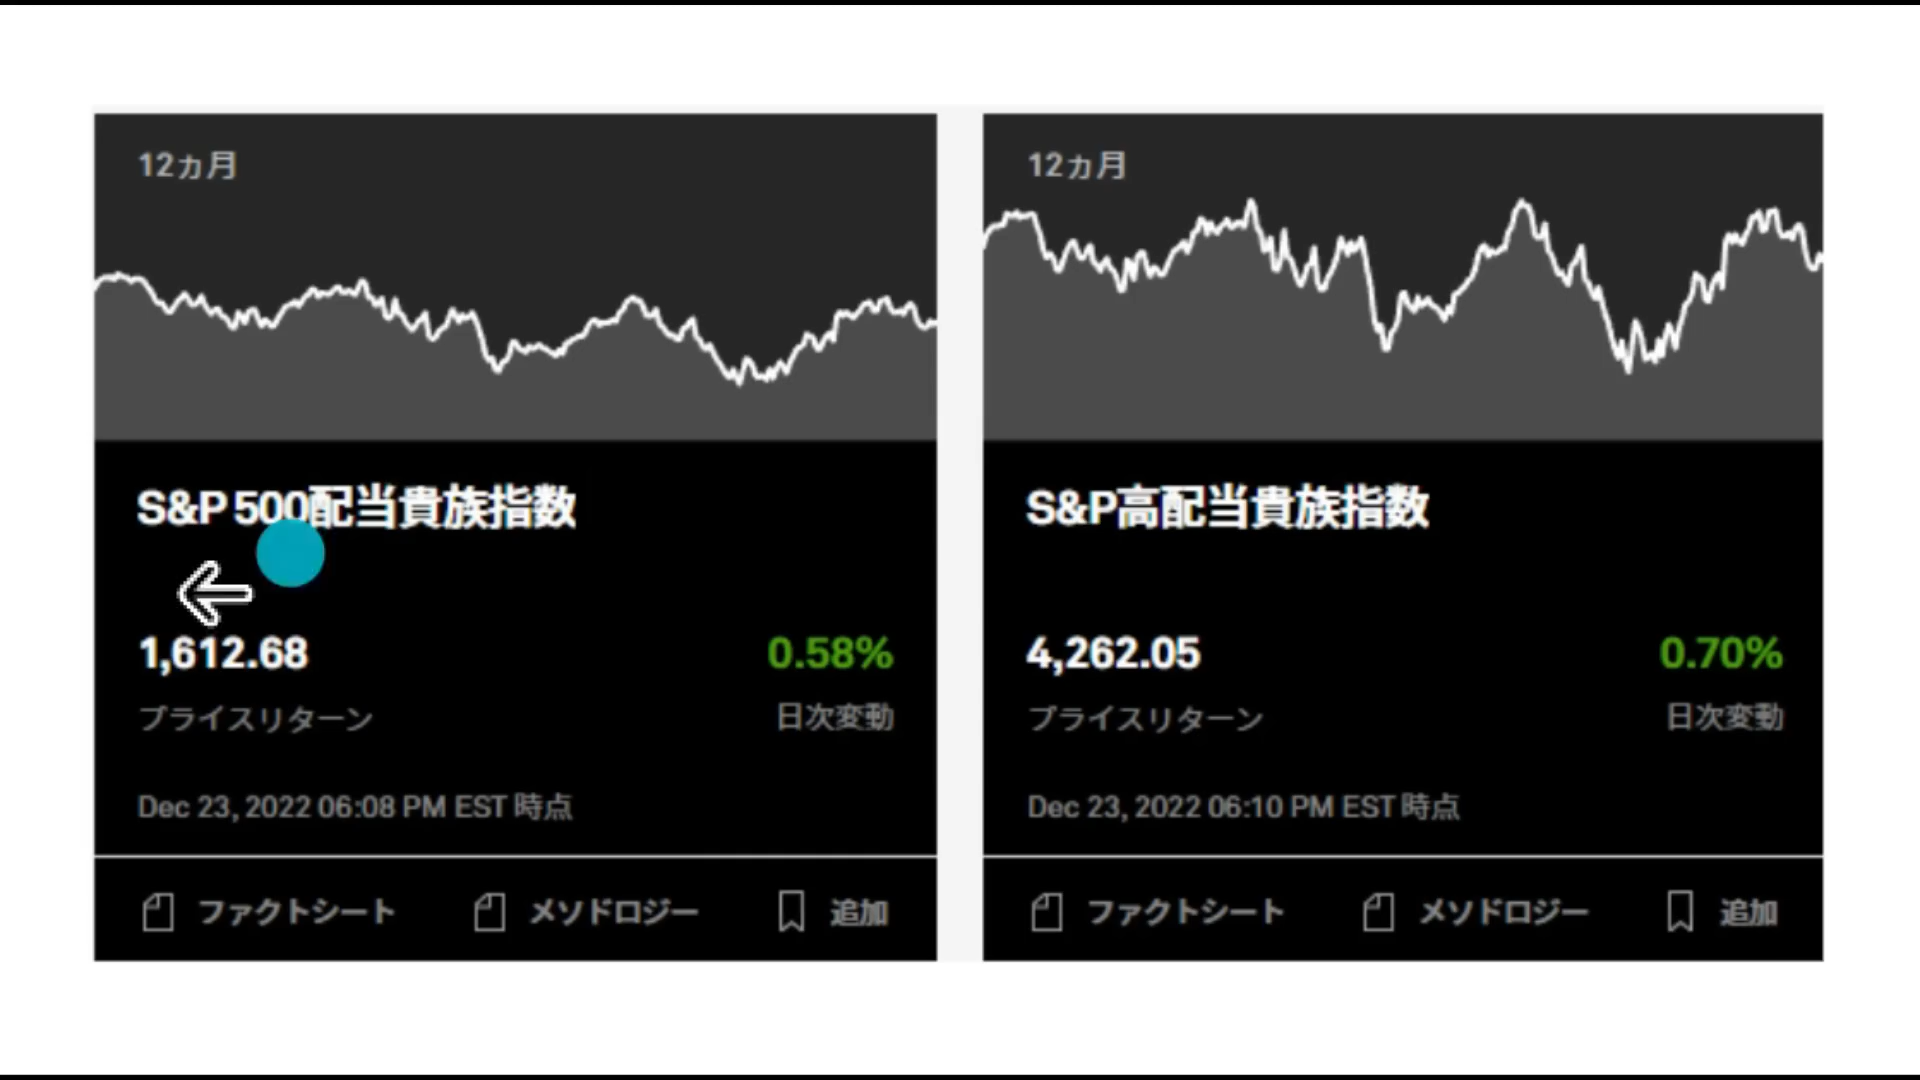 12ヵ月
S&P 500配当貴族指数
1,612.68
0.58%
プライスリターン
日次変動
Dec 23, 2022 06:08 PM EST 時点
ファクトシート
メソドロジー
追加
12ヵ月
S&P高配当貴族指数
4,262.05
0.70%
プライスリターン
日次変動
Dec 23, 2022 06:10 PM EST 時点
ファクトシート
メソドロジー
追加